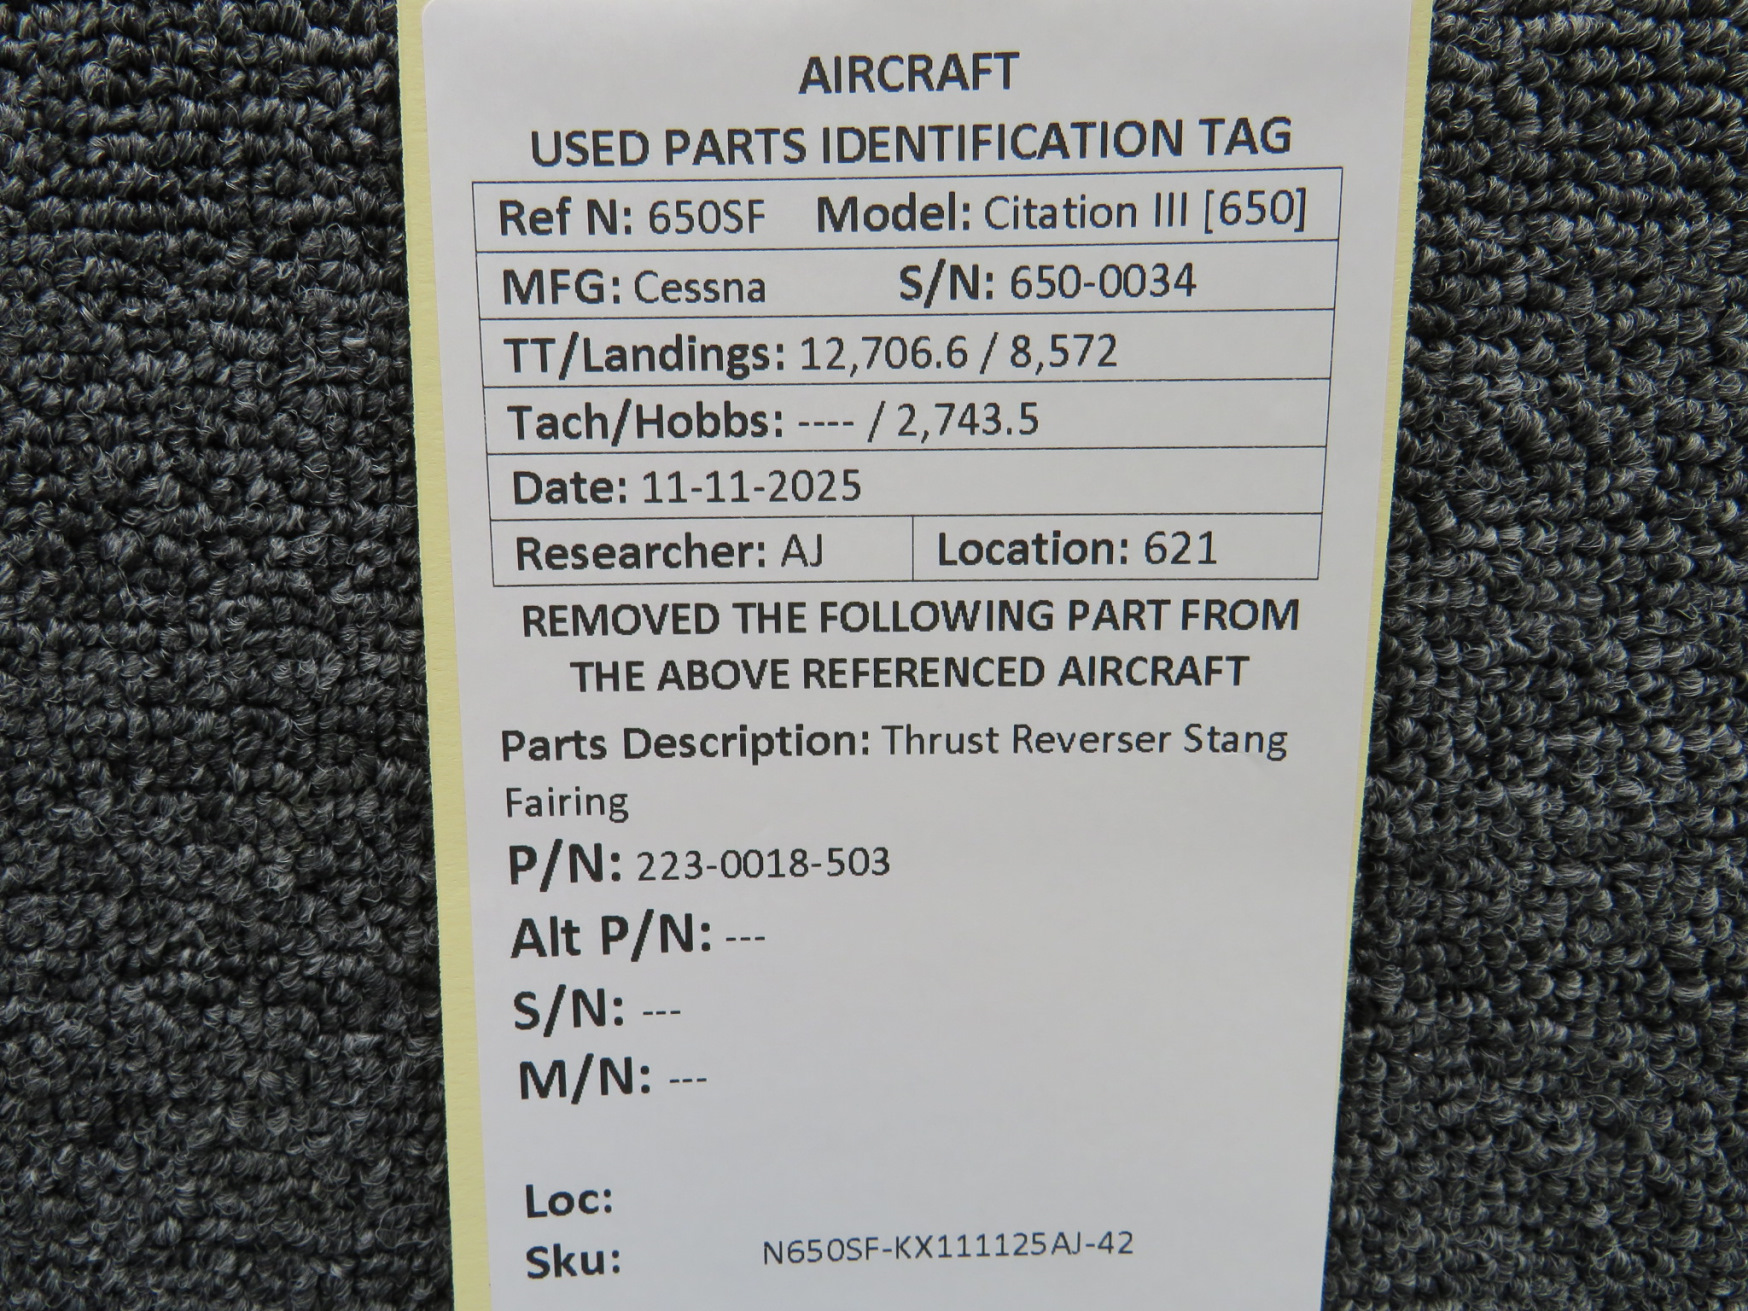 AIRCRAFT
USED PARTS IDENTIFICATION TAG
Ref N: 650SF Model: Citation III [650]
MFG: Cessna S/N: 650-0034
TT/Landings: 12,706.6 / 8,572
Tach/Hobbs: ---- / 2,743.5
Date: 11-11-2025
Researcher: AJ Location: 621
REMOVED THE FOLLOWING PART FROM
THE ABOVE REFERENCED AIRCRAFT
Parts Description: Thrust Reverser Stang
Fairing
P/N: 223-0018-503
Alt P/N: ---
S/N: ---
M/N: ---
Loc:
Sku: N650SF-KX111125AJ-42